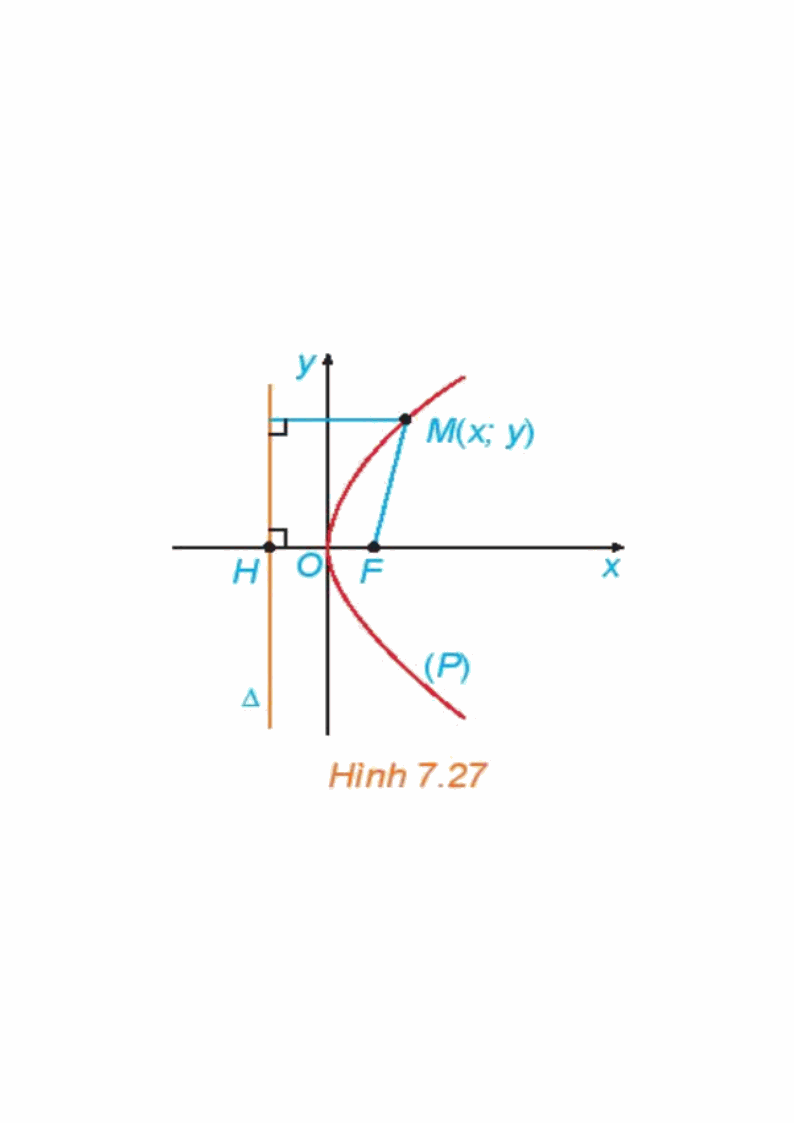 y
M(x; y)
H O F x
(P)
Δ
Hình 7.27